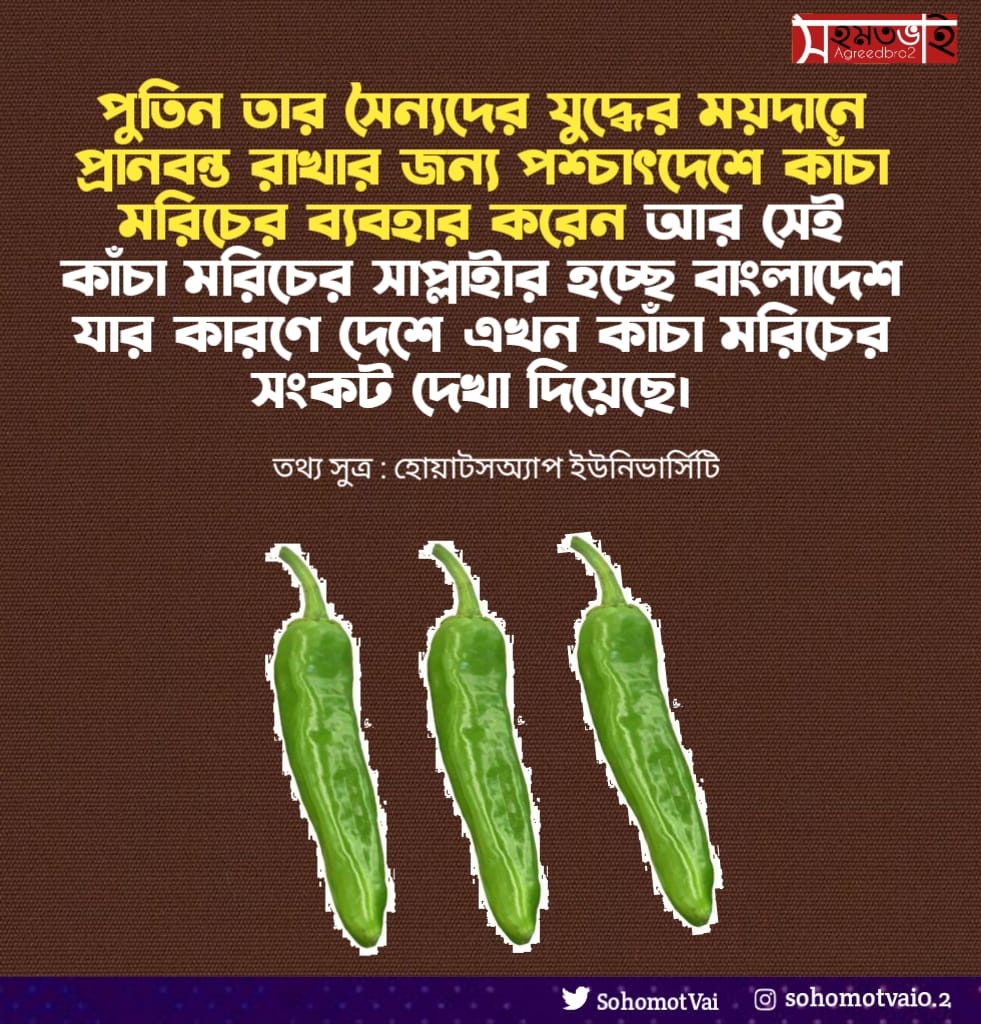 সহমতভাই
Agreedbro2
পুতিন তার সৈন্যদের যুদ্ধের ময়দানে
প্রানবন্ত রাখার জন্য পশ্চাৎদেশে কাঁচা
মরিচের ব্যবহার করেন আর সেই
কাঁচা মরিচের সাপ্লাইার হচ্ছে বাংলাদেশ
যার কারণে দেশে এখন কাঁচা মরিচের
সংকট দেখা দিয়েছে।
তথ্য সুত্র : হোয়াটসঅ্যাপ ইউনিভার্সিটি
SohomotVai sohomotvai0.2